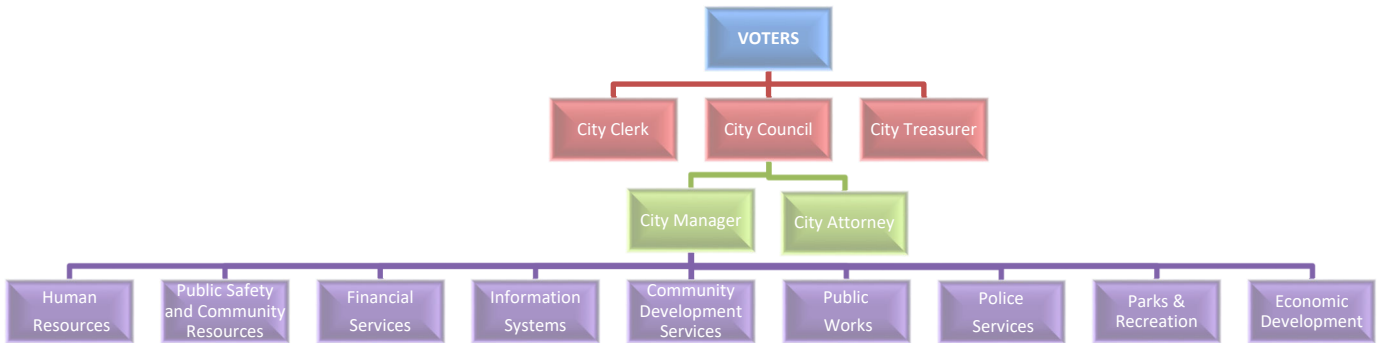 VOTERS
City Clerk
City Council
City Treasurer
City Manager
City Attorney
Human
Resources
Public Safety
and Community
Resources
Financial
Services
Information
Systems
Community
Development
Services
Public
Works
Police
Services
Parks &
Recreation
Economic
Development